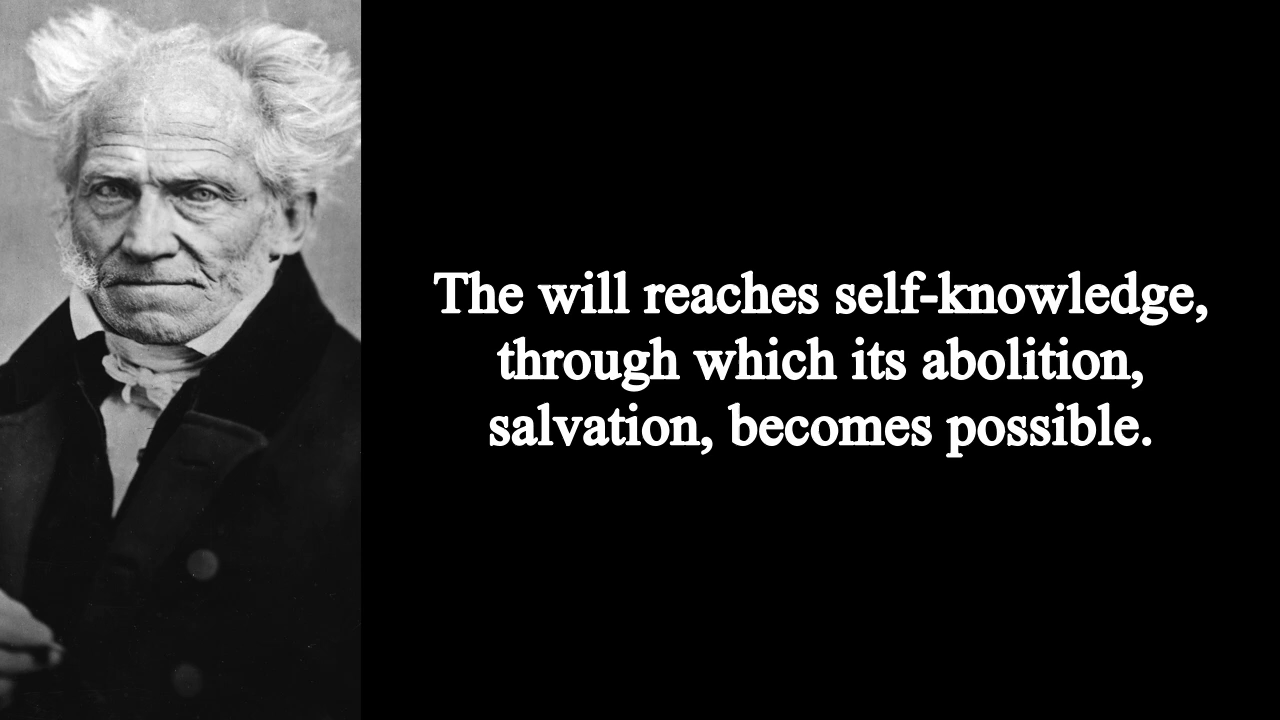 The will reaches self-knowledge,
through which its abolition,
salvation, becomes possible.